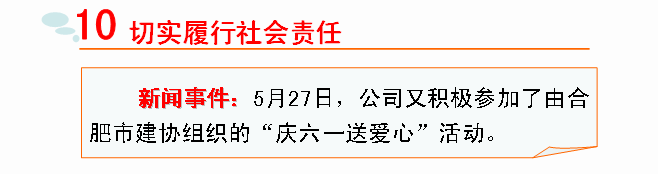 10 切实履行社会责任
新闻事件：5月27日，公司又积极参加了由合
肥市建协组织的“庆六一送爱心”活动。